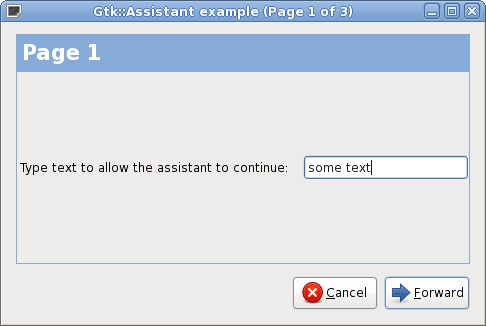 Gtk::Assistant example (Page 1 of 3)
Page 1
Type text to allow the assistant to continue: some text
Cancel Forward